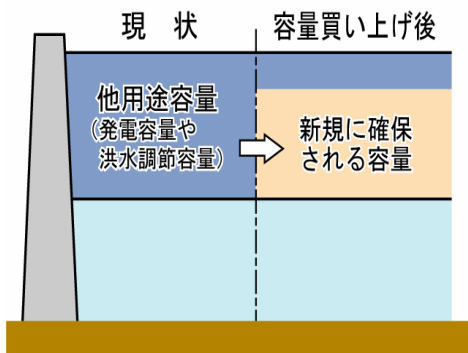 現 状
容量買い上げ後
他用途容量
(発電容量や
洪水調節容量)
新規に確保
される容量